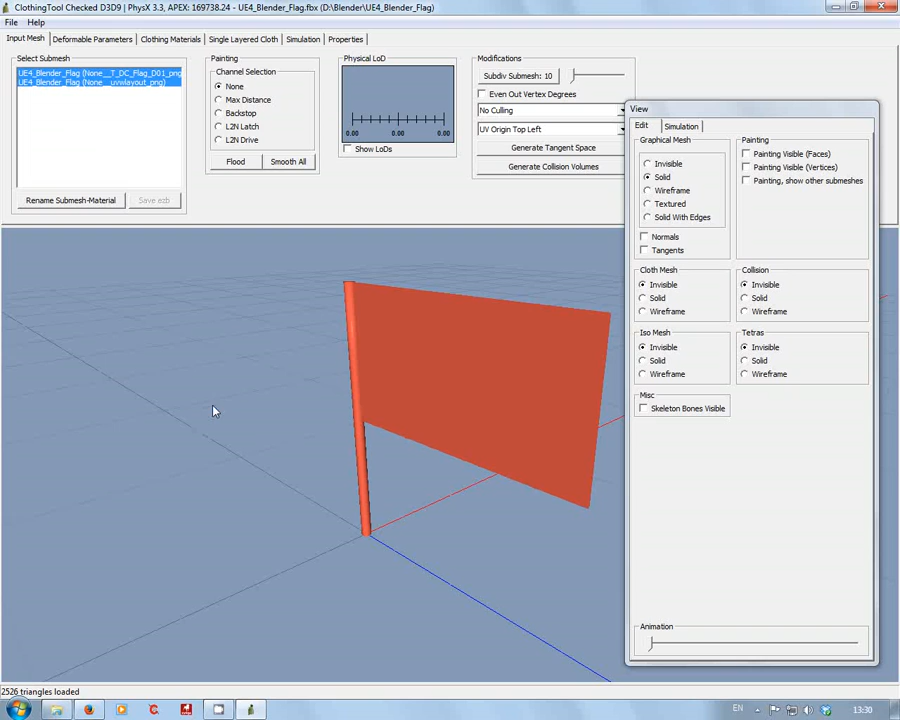 ClothingTool Checked D3D9 | PhysX 3.3, APEX: 169738.24 - UE4_Blender_Flag.fbx (D:\Blender\UE4_Blender_Flag)
File Help
Input Mesh Deformable Parameters Clothing Materials Single Layered Cloth Simulation Properties
Select Submesh
UE4_Blender_Flag (None__T_DC_Flag_D01_png
UE4_Blender_Flag (None__uvwlayout_png)
Rename Submesh-Material Save ezb
Painting
Channel Selection
None
Max Distance
Backstop
L2N Latch
L2N Drive
Flood Smooth All
Physical LoD
0.00 0.00 0.00
Show LoDs
Modifications
Subdiv Submesh: 10
Even Out Vertex Degrees
No Culling
UV Origin Top Left
Generate Tangent Space
Generate Collision Volumes
View
Edit Simulation
Graphical Mesh
Invisible
Solid
Wireframe
Textured
Solid With Edges
Normals
Tangents
Painting
Painting Visible (Faces)
Painting Visible (Vertices)
Painting, show other submeshes
Cloth Mesh
Invisible
Solid
Wireframe
Collision
Invisible
Solid
Wireframe
Iso Mesh
Invisible
Solid
Wireframe
Tetras
Invisible
Solid
Wireframe
Misc
Skeleton Bones Visible
Animation
2526 triangles loaded
EN
13:30